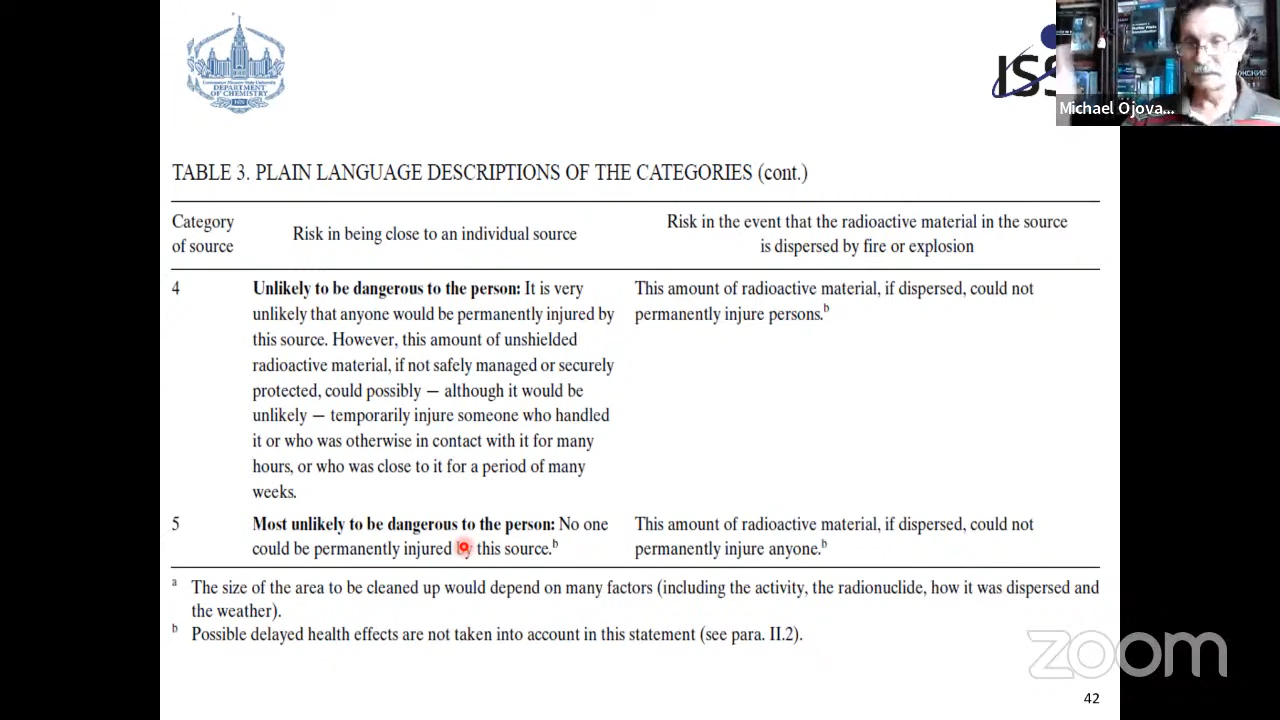 DEPARTMENT
OF CHEMISTRY
ISS
Michael Ojova...
TABLE 3. PLAIN LANGUAGE DESCRIPTIONS OF THE CATEGORIES (cont.)
Category
of source
Risk in being close to an individual source
Risk in the event that the radioactive material in the source
is dispersed by fire or explosion
4
Unlikely to be dangerous to the person: It is very
unlikely that anyone would be permanently injured by
this source. However, this amount of unshielded
radioactive material, if not safely managed or securely
protected, could possibly — although it would be
unlikely — temporarily injure someone who handled
it or who was otherwise in contact with it for many
hours, or who was close to it for a period of many
weeks.
This amount of radioactive material, if dispersed, could not
permanently injure persons.b
5
Most unlikely to be dangerous to the person: No one
could be permanently injured by this source.b
This amount of radioactive material, if dispersed, could not
permanently injure anyone.b
a The size of the area to be cleaned up would depend on many factors (including the activity, the radionuclide, how it was dispersed and
the weather).
b Possible delayed health effects are not taken into account in this statement (see para. II.2).
zoom
42